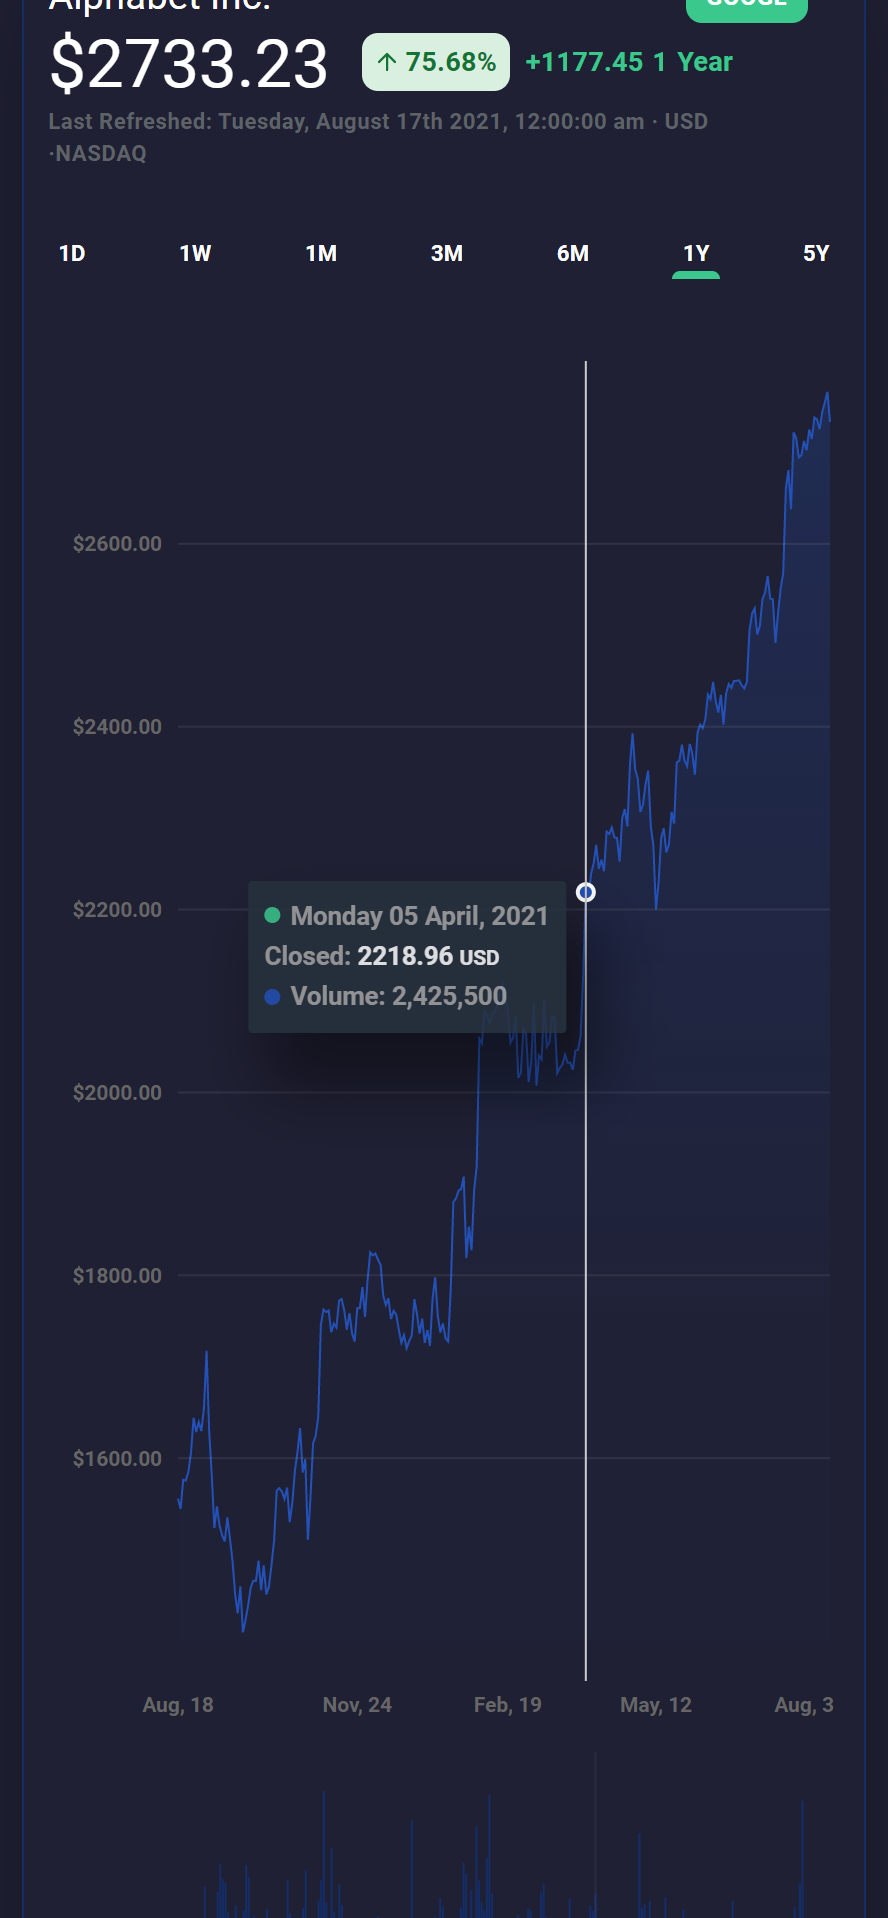 Alphabet Inc.
GOOGL
$2733.23
↑ 75.68%
+1177.45 1 Year
Last Refreshed: Tuesday, August 17th 2021, 12:00:00 am · USD
·NASDAQ
1D 1W 1M 3M 6M 1Y 5Y
$2600.00
$2400.00
$2200.00
Monday 05 April, 2021
Closed: 2218.96 USD
Volume: 2,425,500
$2000.00
$1800.00
$1600.00
Aug, 18 Nov, 24 Feb, 19 May, 12 Aug, 3